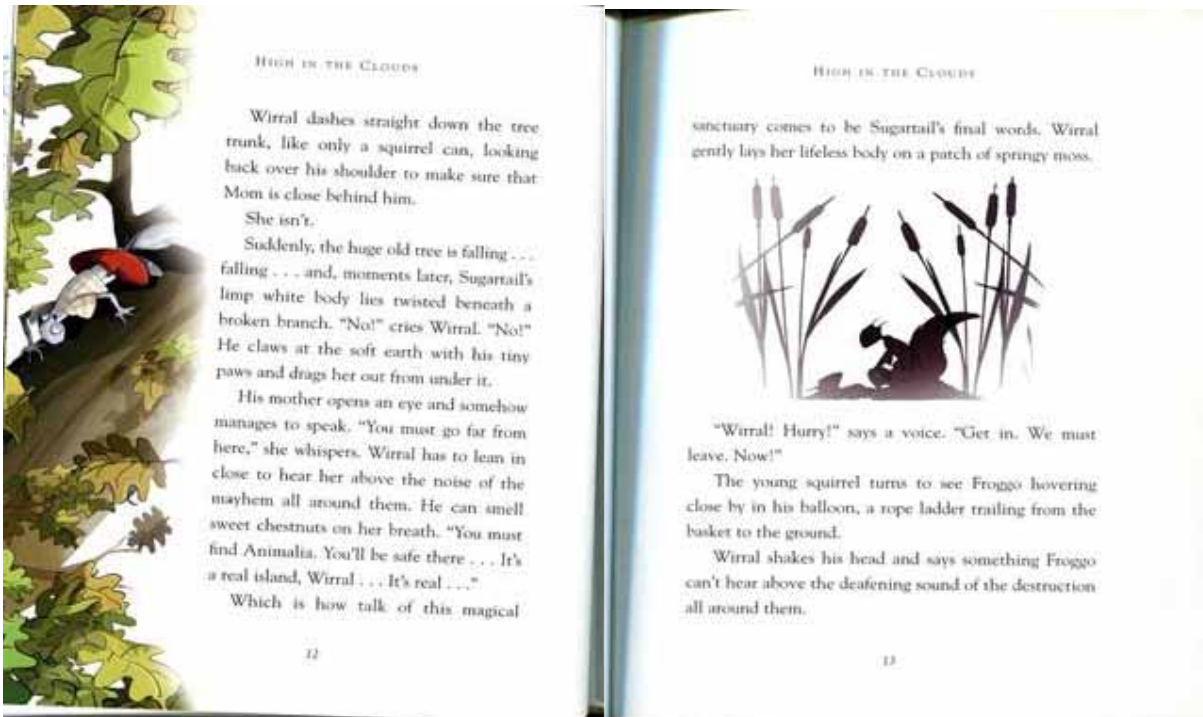 HIGH IN THE CLOUDS
Wirral dashes straight down the tree
trunk, like only a squirrel can, looking
back over his shoulder to make sure that
Mom is close behind him.
She isn't.
Suddenly, the huge old tree is falling . . .
falling . . . and, moments later, Sugartail's
limp white body lies twisted beneath a
broken branch. "No!" cries Wirral. "No!"
He claws at the soft earth with his tiny
paws and drags her out from under it.
His mother opens an eye and somehow
manages to speak. "You must go far from
here," she whispers. Wirral has to lean in
close to hear her above the noise of the
mayhem all around them. He can smell
sweet chestnuts on her breath. "You must
find Animalia. You'll be safe there . . . It's
a real island, Wirral . . . It's real . . ."
Which is how talk of this magical
12
HIGH IN THE CLOUDS
sanctuary comes to be Sugartail's final words. Wirral
gently lays her lifeless body on a patch of springy moss.
"Wirral! Hurry!" says a voice. "Get in. We must
leave. Now!"
The young squirrel turns to see Froggo hovering
close by in his balloon, a rope ladder trailing from the
basket to the ground.
Wirral shakes his head and says something Froggo
can't hear above the deafening sound of the destruction
all around them.
13